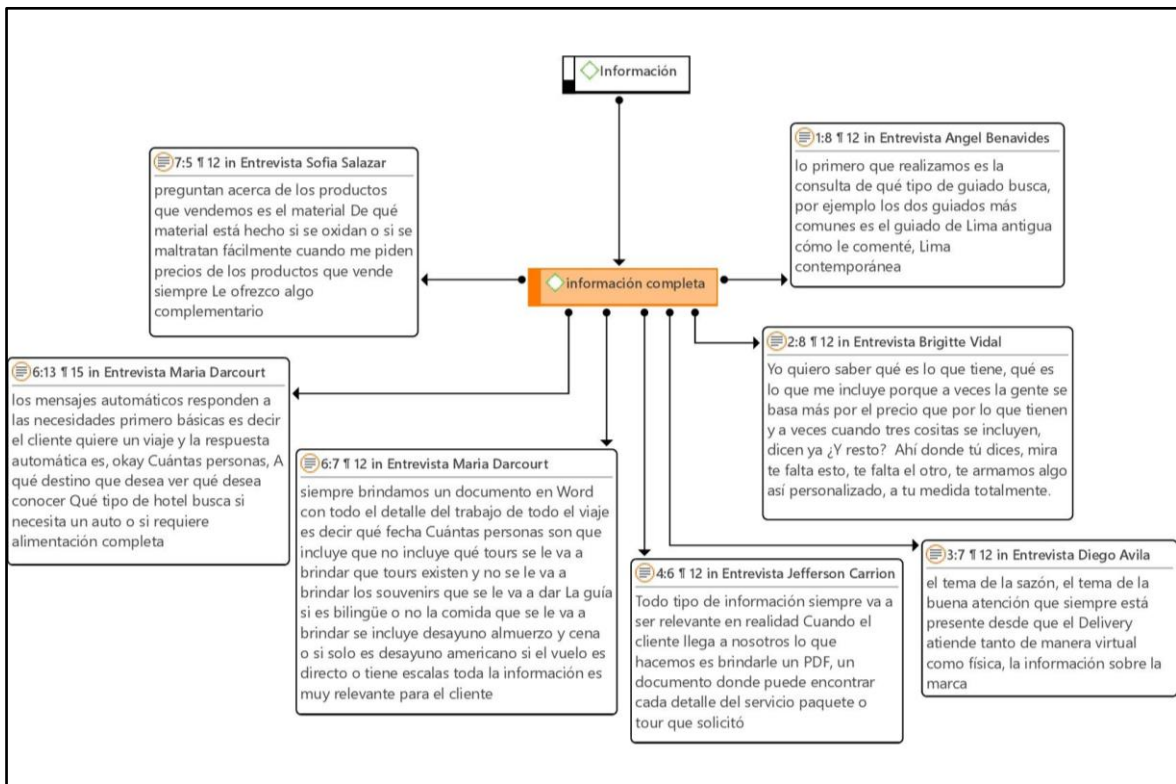 Información
1:8 ¶ 12 in Entrevista Angel Benavides
lo primero que realizamos es la
consulta de qué tipo de guiado busca,
por ejemplo los dos guiados más
comunes es el guiado de Lima antigua
cómo le comenté, Lima
contemporánea
7:5 ¶ 12 in Entrevista Sofia Salazar
preguntan acerca de los productos
que vendemos es el material De qué
material está hecho si se oxidan o si se
maltratan fácilmente cuando me piden
precios de los productos que vende
siempre Le ofrezco algo
complementario
información completa
2:8 ¶ 12 in Entrevista Brigitte Vidal
Yo quiero saber qué es lo que tiene, qué es
lo que me incluye porque a veces la gente se
basa más por el precio que por lo que tienen
y a veces cuando tres cositas se incluyen,
dicen ya ¿Y resto?  Ahí donde tú dices, mira
te falta esto, te falta el otro, te armamos algo
así personalizado, a tu medida totalmente.
6:13 ¶ 15 in Entrevista Maria Darcourt
los mensajes automáticos responden a
las necesidades primero básicas es decir
el cliente quiere un viaje y la respuesta
automática es, okay Cuántas personas, A
qué destino que desea ver qué desea
conocer Qué tipo de hotel busca si
necesita un auto o si requiere
alimentación completa
6:7 ¶ 12 in Entrevista Maria Darcourt
siempre brindamos un documento en Word
con todo el detalle del trabajo de todo el viaje
es decir qué fecha Cuántas personas son que
incluye que no incluye qué tours se le va a
brindar que tours existen y no se le va a
brindar los souvenirs que se le va a dar La guía
si es bilingüe o no la comida que se le va a
brindar se incluye desayuno almuerzo y cena
o si solo es desayuno americano si el vuelo es
directo o tiene escalas toda la información es
muy relevante para el cliente
4:6 ¶ 12 in Entrevista Jefferson Carrion
Todo tipo de información siempre va a
ser relevante en realidad Cuando el
cliente llega a nosotros lo que
hacemos es brindarle un PDF, un
documento donde puede encontrar
cada detalle del servicio paquete o
tour que solicitó
3:7 ¶ 12 in Entrevista Diego Avila
el tema de la sazón, el tema de la
buena atención que siempre está
presente desde que el Delivery
atiende tanto de manera virtual
como física, la información sobre la
marca